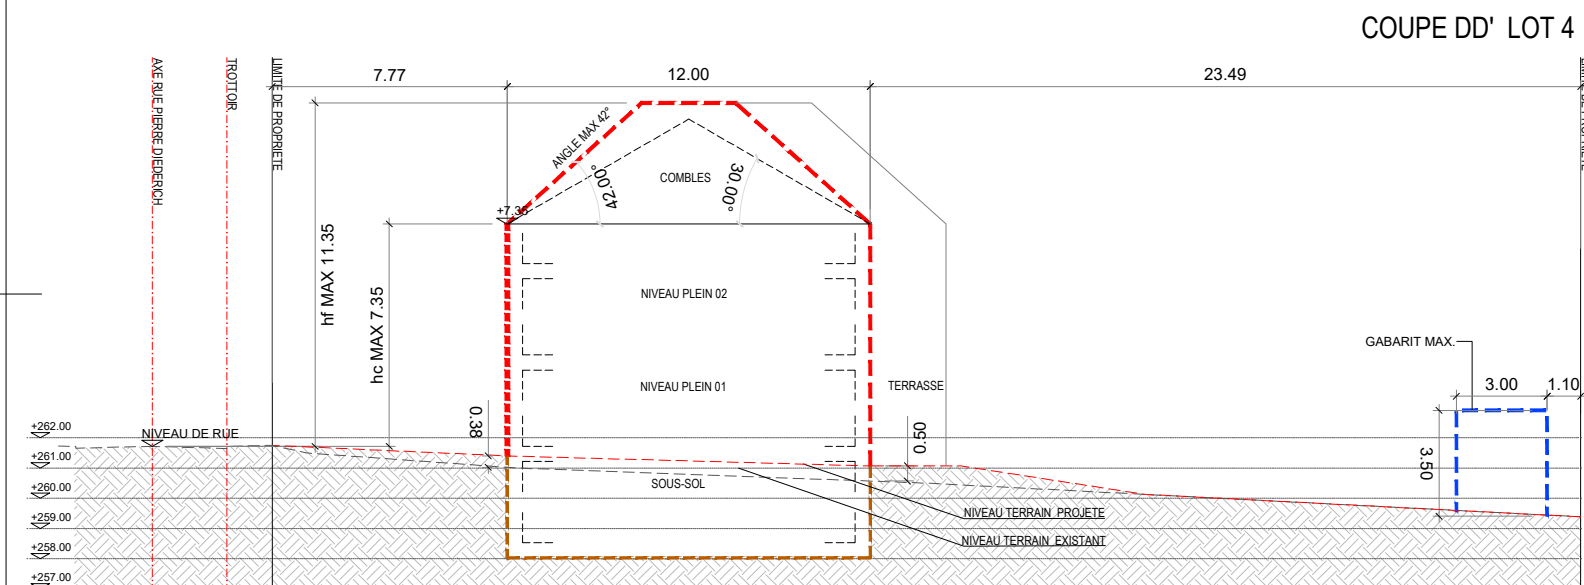 COUPE DD' LOT 4
7.77
12.00
23.49
AXE RUE PIERRE DIEDERICH
TROTTOIR
LIMITE DE PROPRIETE
ANGLE MAX 42°
42.00°
30.00°
COMBLES
+7.35
hf MAX 11.35
hc MAX 7.35
NIVEAU PLEIN 02
NIVEAU PLEIN 01
TERRASSE
GABARIT MAX.
3.00
1.10
3.50
0.38
0.50
NIVEAU DE RUE
SOUS-SOL
NIVEAU TERRAIN PROJETE
NIVEAU TERRAIN EXISTANT
+262.00
+261.00
+260.00
+259.00
+258.00
+257.00